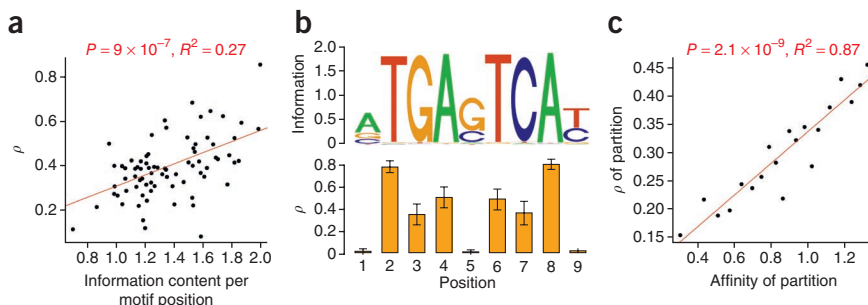 a
P = 9 × 10⁻⁷, R² = 0.27
0.8
0.6
0.4
0.2
ρ
0.8 1.0 1.2 1.4 1.6 1.8 2.0
Information content per
motif position
b
2.0
1.5
1.0
0.5
0
Information
ATGAGTCAT
G C C
0.8
0.6
0.4
0.2
0
ρ
1 2 3 4 5 6 7 8 9
Position
c
P = 2.1 × 10⁻⁹, R² = 0.87
0.45
0.40
0.35
0.30
0.25
0.20
0.15
ρ of partition
0.4 0.6 0.8 1.0 1.2
Affinity of partition